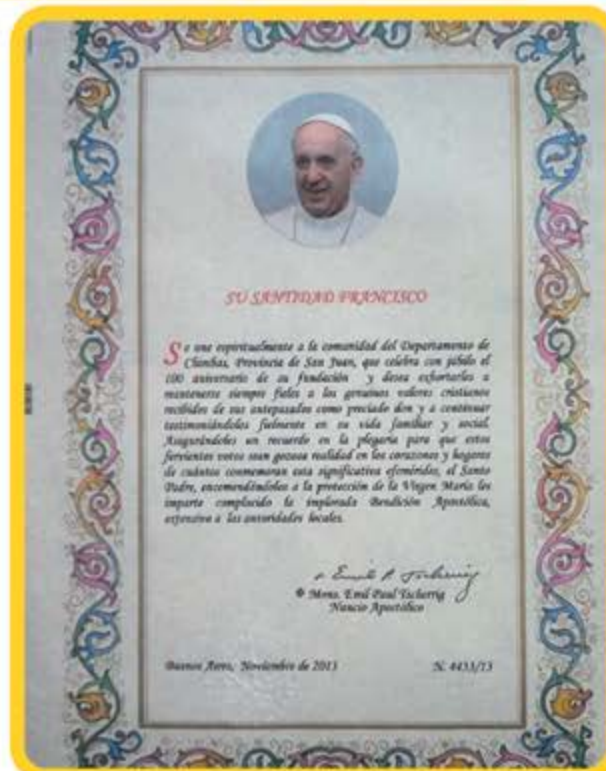 SU SANTIDAD FRANCISCO
Se une espiritualmente a la comunidad del Departamento de
Chimbas, Provincia de San Juan, que celebra con júbilo el
100 aniversario de su fundación y desea exhortarles a
mantenerse siempre fieles a los genuinos valores cristianos
recibidos de sus antepasados como preciado don y a continuar
testimoniándolos fielmente en su vida familiar y social.
Asegurándoles un recuerdo en la plegaria para que estos
fervientes votos sean gozosa realidad en los corazones y hogares
de cuántos conmemoran esta significativa efemérides, el Santo
Padre, encomendándolos a la protección de la Virgen María les
imparte complacido la implorada Bendición Apostólica,
extensiva a las autoridades locales.
Mons. Emil Paul Tscherrig
Nuncio Apostólico
Buenos Aires, Noviembre de 2013 N. 4433/13